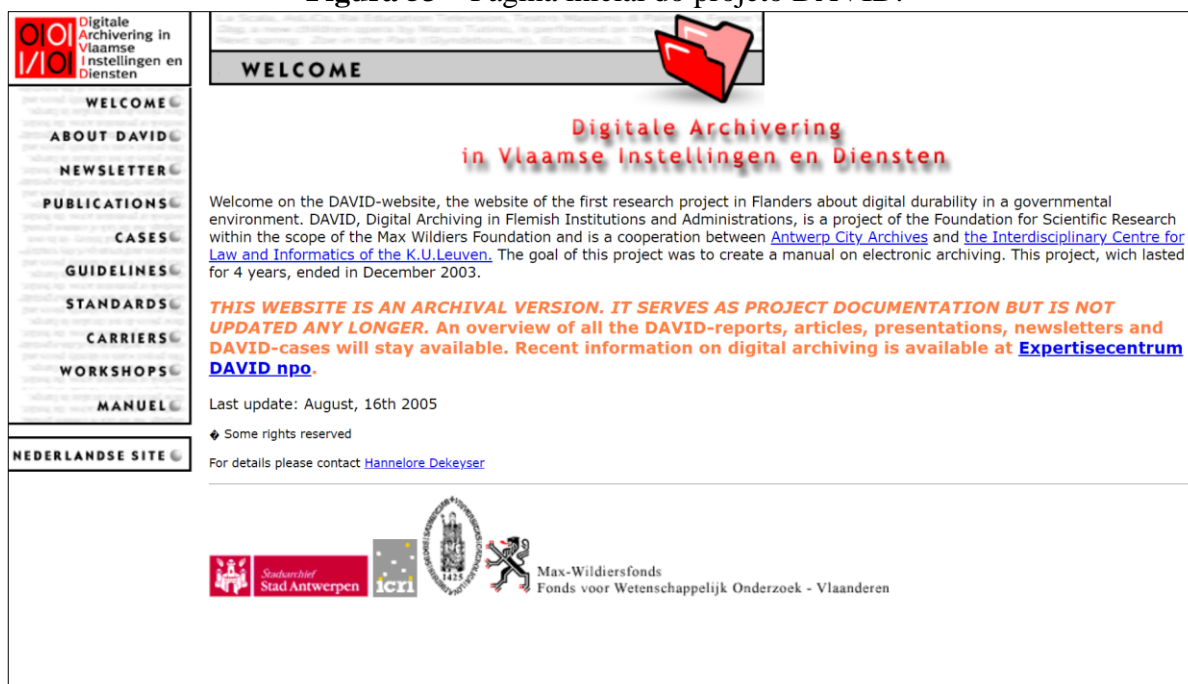 Figura 33 – Página inicial do projeto DAVID.
Digitale
Archivering in
Vlaamse
Instellingen en
Diensten
WELCOME
ABOUT DAVID
NEWSLETTER
PUBLICATIONS
CASES
GUIDELINES
STANDARDS
CARRIERS
WORKSHOPS
MANUEL
NEDERLANDSE SITE
WELCOME
Digitale Archivering
in Vlaamse Instellingen en Diensten
Welcome on the DAVID-website, the website of the first research project in Flanders about digital durability in a governmental
environment. DAVID, Digital Archiving in Flemish Institutions and Administrations, is a project of the Foundation for Scientific Research
within the scope of the Max Wildiers Foundation and is a cooperation between Antwerp City Archives and the Interdisciplinary Centre for
Law and Informatics of the K.U.Leuven. The goal of this project was to create a manual on electronic archiving. This project, wich lasted
for 4 years, ended in December 2003.
THIS WEBSITE IS AN ARCHIVAL VERSION. IT SERVES AS PROJECT DOCUMENTATION BUT IS NOT
UPDATED ANY LONGER. An overview of all the DAVID-reports, articles, presentations, newsletters and
DAVID-cases will stay available. Recent information on digital archiving is available at Expertisecentrum
DAVID npo.
Last update: August, 16th 2005
� Some rights reserved
For details please contact Hannelore Dekeyser
Stadsarchief
Stad Antwerpen
icri
1425
Max-Wildiersfonds
Fonds voor Wetenschappelijk Onderzoek - Vlaanderen